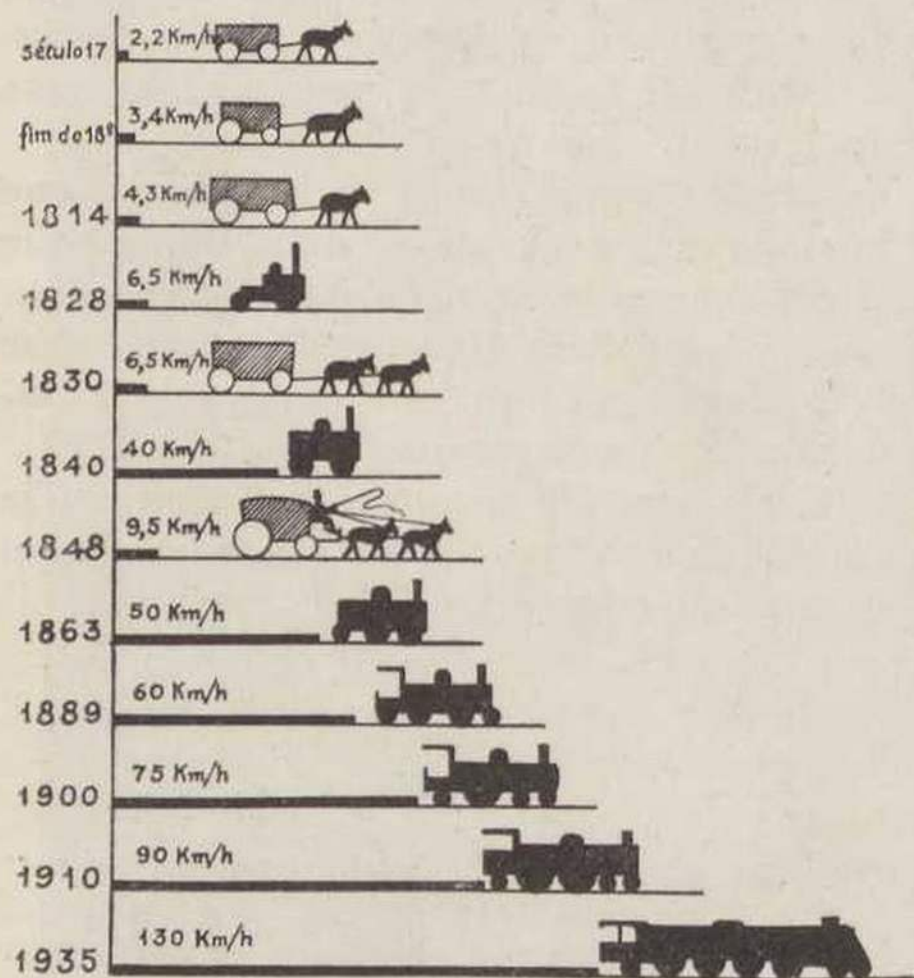 século 17
2,2 Km/h
fim do 18º
3,4 Km/h
1814
4,3 Km/h
1828
6,5 Km/h
1830
6,5 Km/h
1840
40 Km/h
1848
9,5 Km/h
1863
50 Km/h
1889
60 Km/h
1900
75 Km/h
1910
90 Km/h
1935
130 Km/h